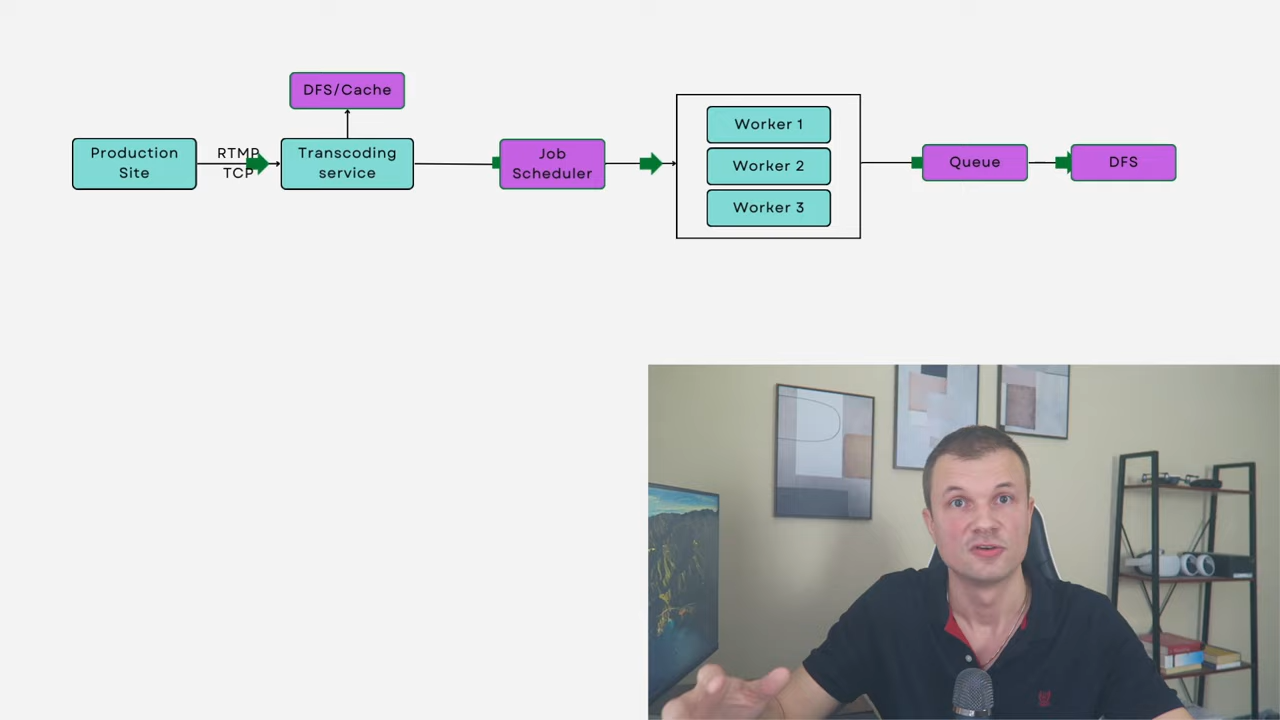 DFS/Cache
Production
Site
RTMP
TCP
Transcoding
service
Job
Scheduler
Worker 1
Worker 2
Worker 3
Queue
DFS